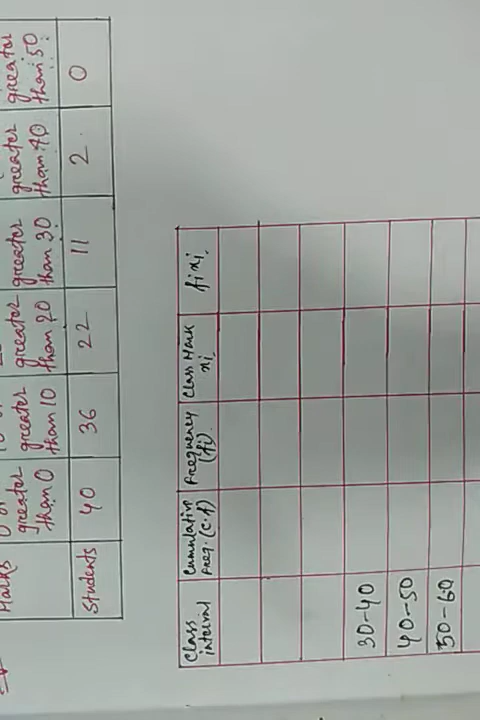 Marks
greater
than 0
greater
than 10
greater
than 20
greater
than 30
greater
than 40
greater
than 50
Students 40 36 22 11 2 0
Class
interval
Cumulative
Freq. (c.f)
Frequency
(fi)
Class Mark
xi
fixi
30-40
40-50
50-60